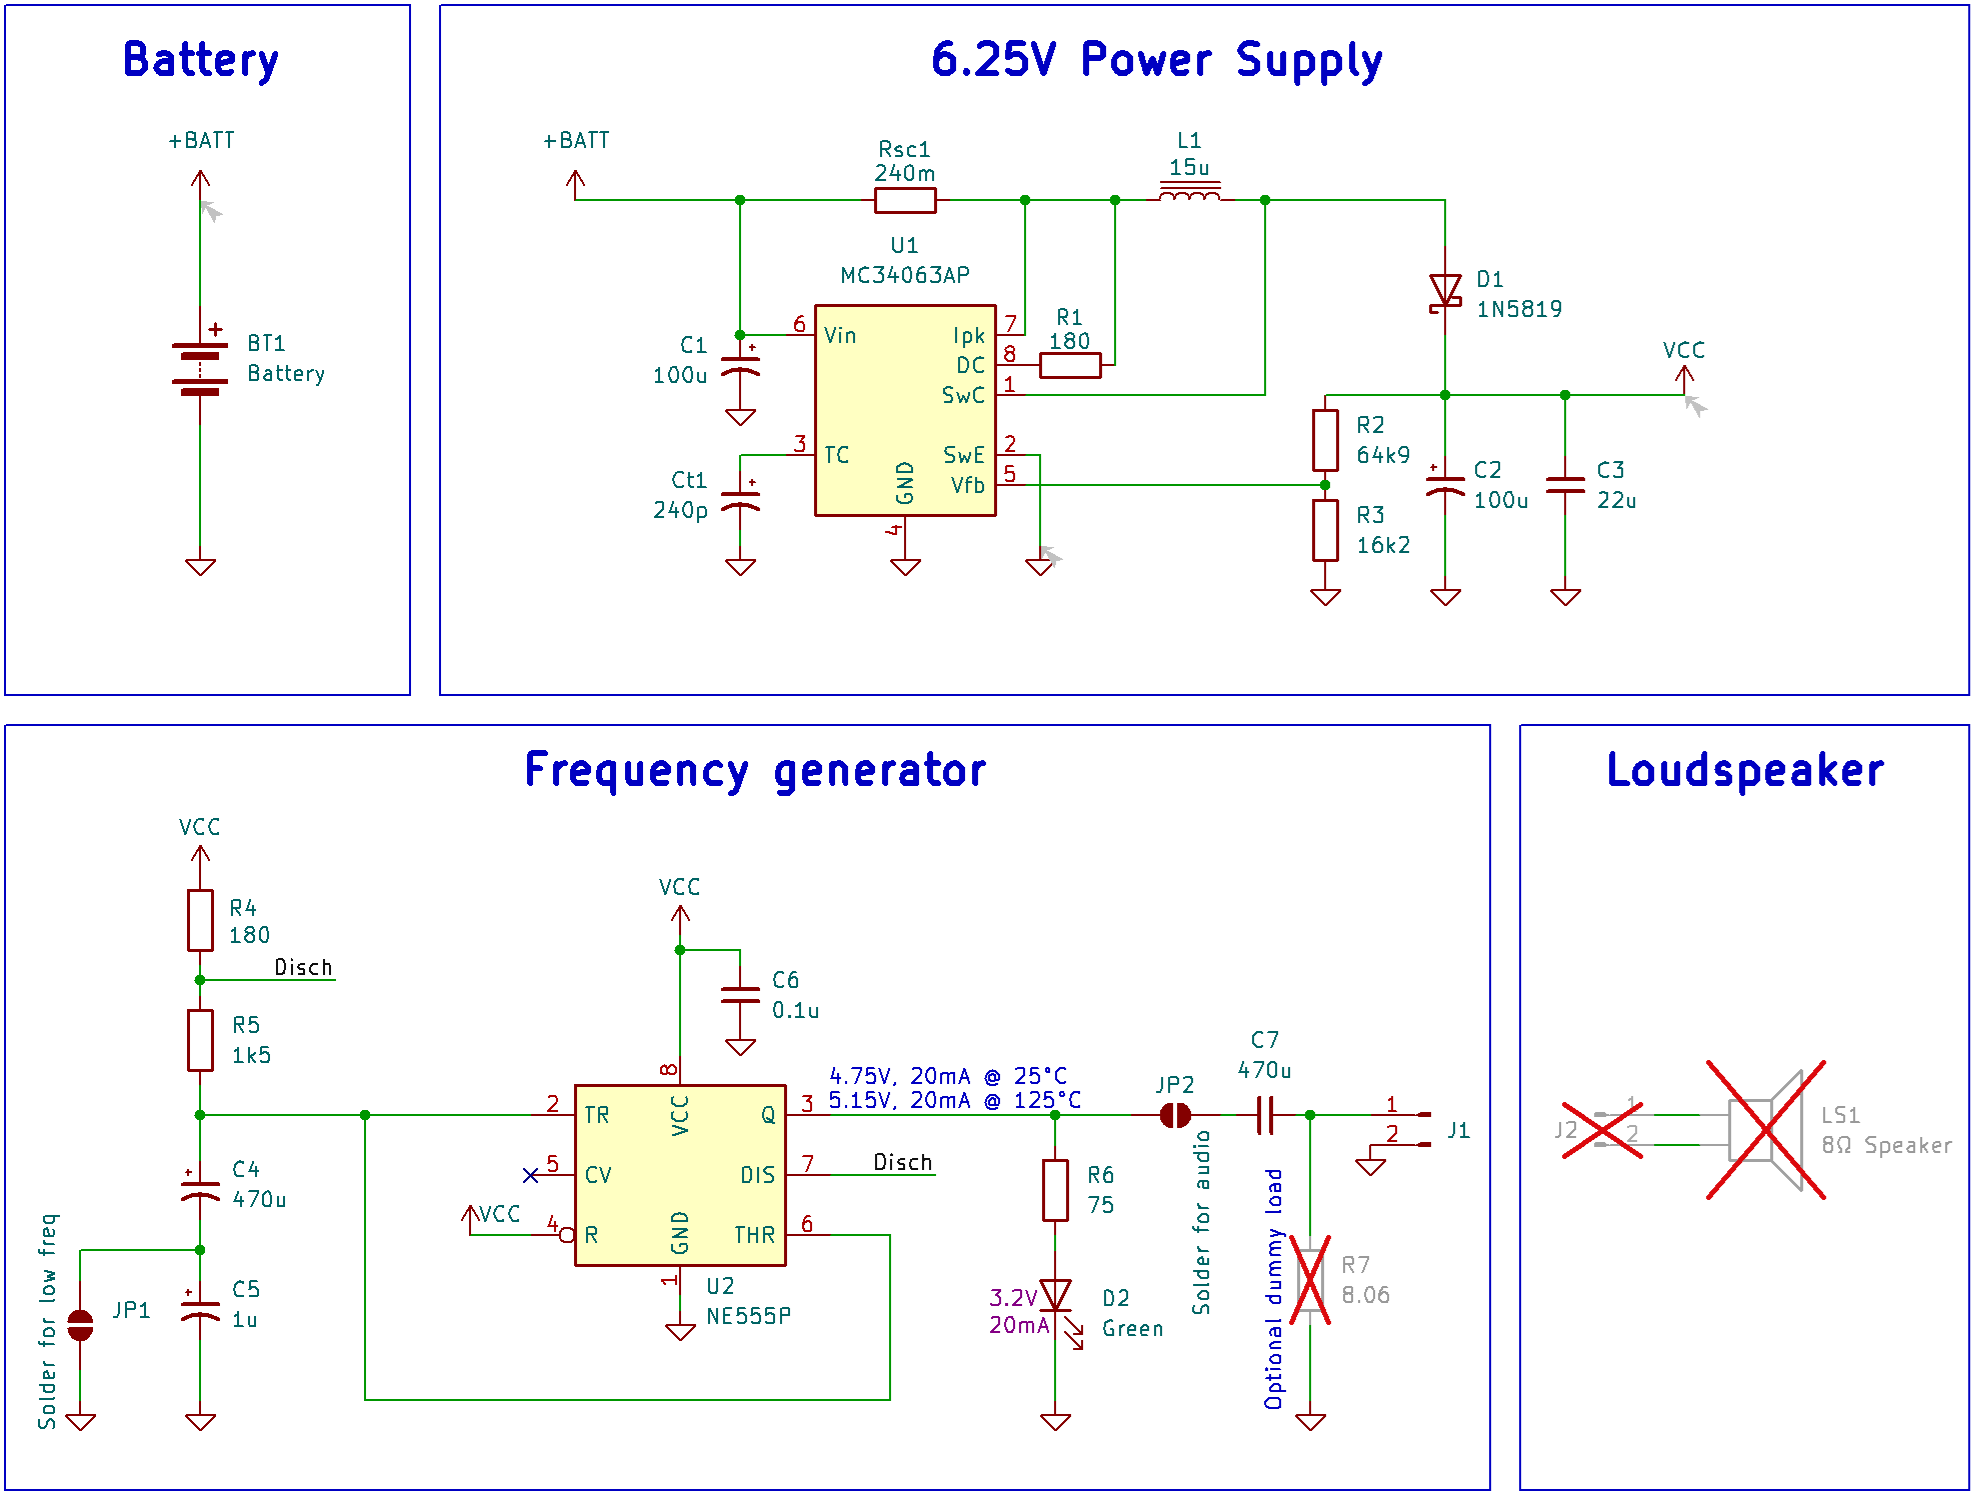 Battery
+BATT
+
BT1
Battery
6.25V Power Supply
+BATT
Rsc1
240m
L1
15u
U1
MC34063AP
6
Vin
Ipk
7
DC
8
SwC
1
3
TC
SwE
2
Vfb
5
GND
4
R1
180
C1
100u
+
Ct1
240p
+
D1
1N5819
VCC
R2
64k9
R3
16k2
+
C2
100u
C3
22u
Frequency generator
VCC
R4
180
Disch
R5
1k5
+
C4
470u
+
C5
1u
JP1
Solder for low freq
VCC
C6
0.1u
8
VCC
2
TR
5
CV
VCC
4
R
Q
3
DIS
7
THR
6
GND
1
U2
NE555P
Disch
4.75V, 20mA @ 25°C
5.15V, 20mA @ 125°C
JP2
Solder for audio
C7
470u
R6
75
3.2V
20mA
D2
Green
Optional dummy load
R7
8.06
1
2
J1
Loudspeaker
J2
1
2
LS1
8Ω Speaker